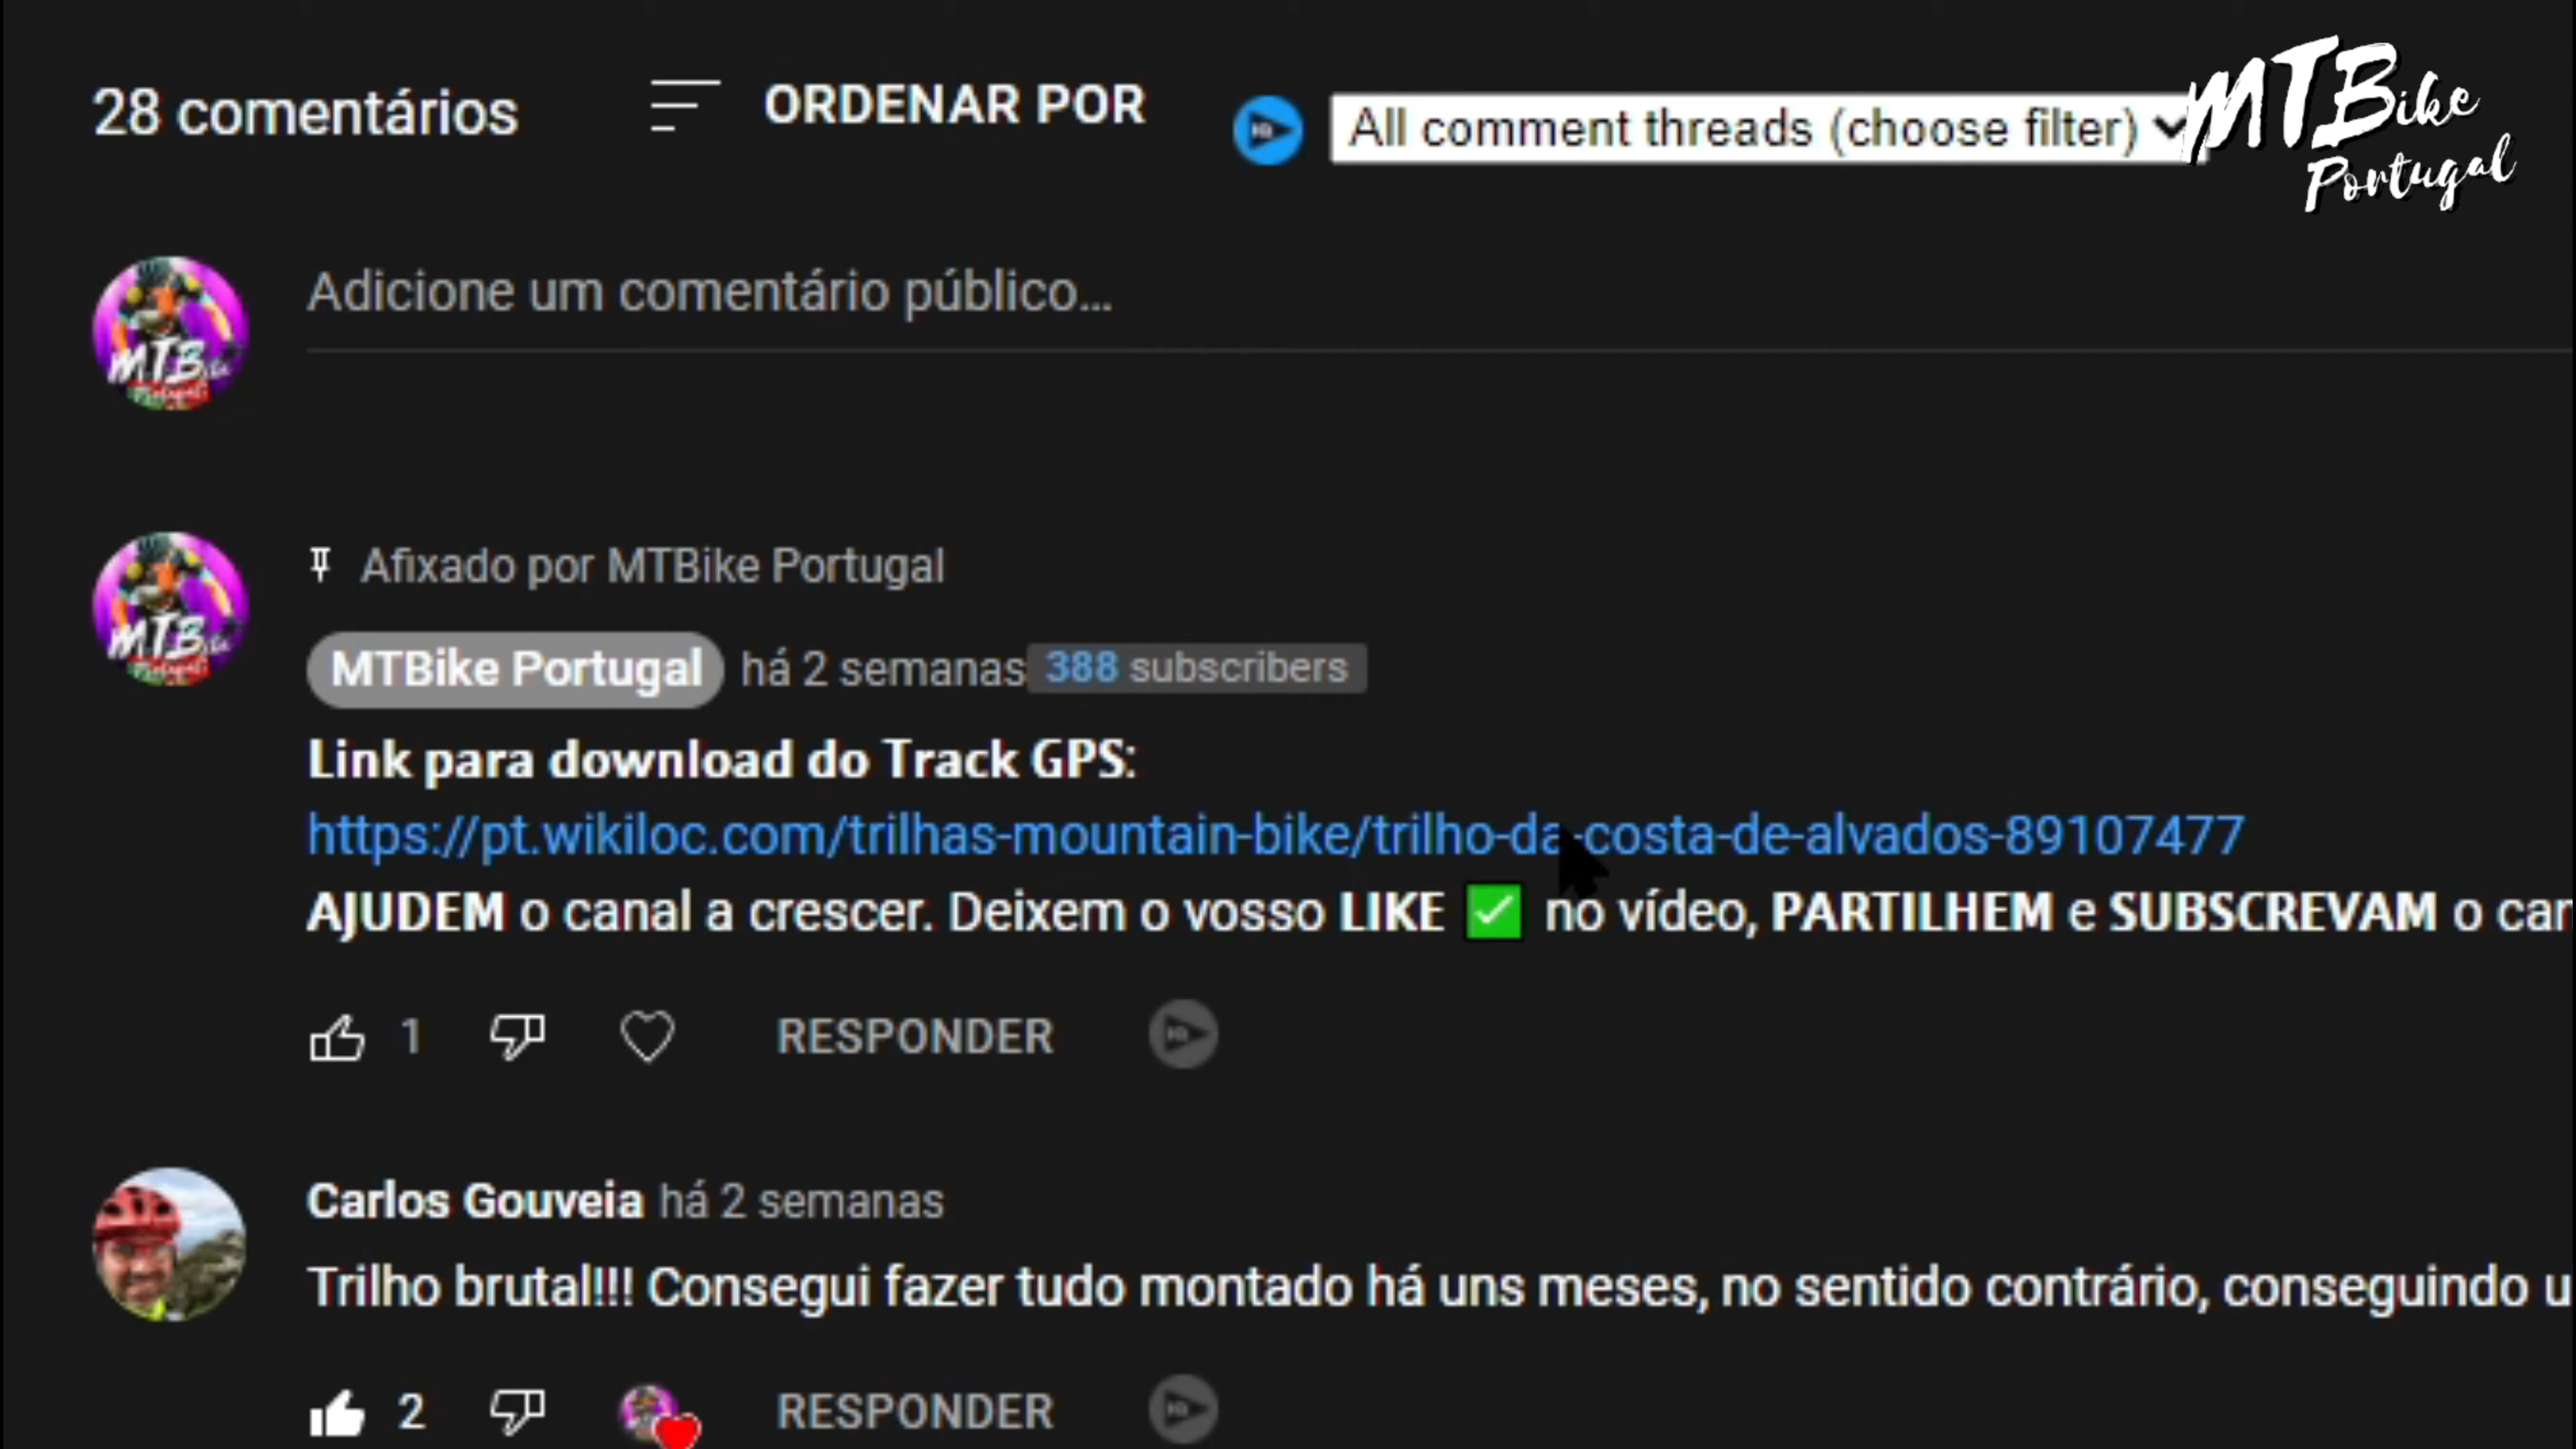 28 comentários
ORDENAR POR
All comment threads (choose filter)
MTBike
Portugal
Adicione um comentário público...
Afixado por MTBike Portugal
MTBike Portugal há 2 semanas 388 subscribers
Link para download do Track GPS:
https://pt.wikiloc.com/trilhas-mountain-bike/trilho-da-costa-de-alvados-89107477
AJUDEM o canal a crescer. Deixem o vosso LIKE ✅ no vídeo, PARTILHEM e SUBSCREVAM o
1
RESPONDER
Carlos Gouveia há 2 semanas
Trilho brutal!!! Consegui fazer tudo montado há uns meses, no sentido contrário, conseguindo
2
RESPONDER